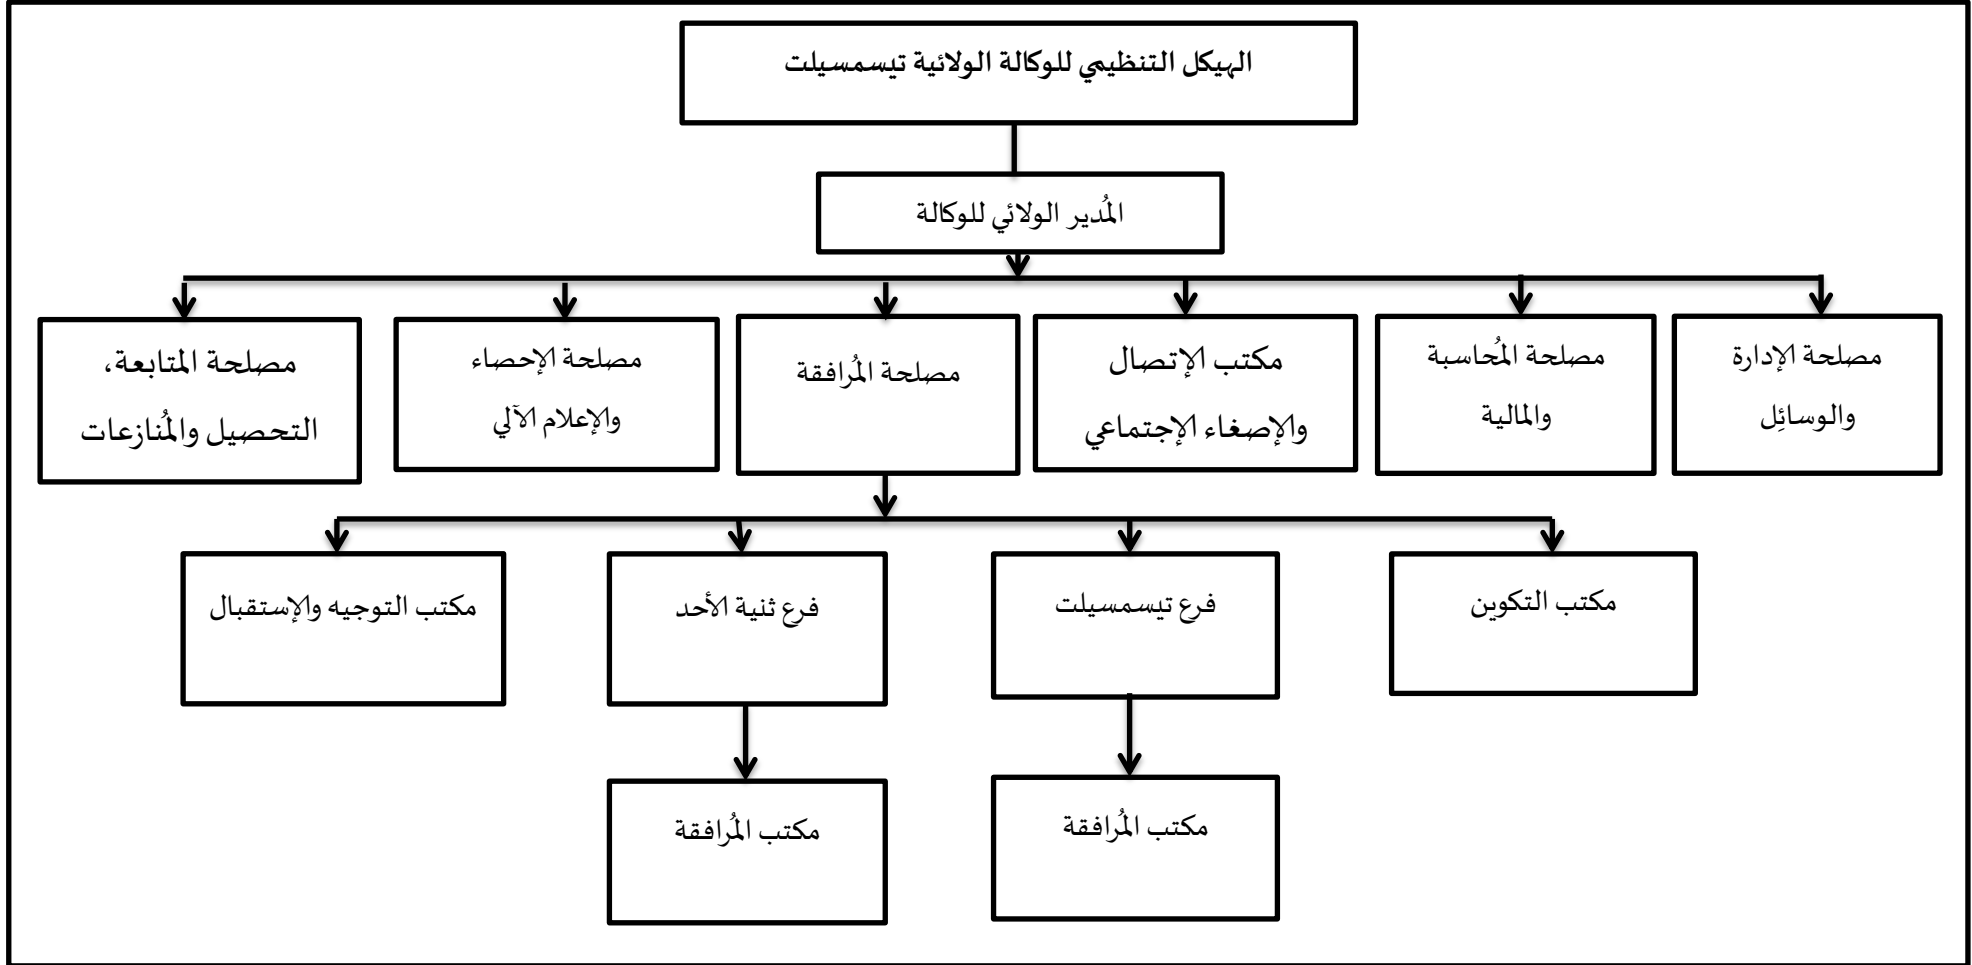 الهيكل التنظيمي للوكالة الولائية تيسمسيلت
المُدير الولائي للوكالة
مصلحة الإدارة
والوسائِل
مصلحة المُحاسبة
والمالية
مكتب الإتصال
والإصغاء الإجتماعي
مصلحة المُرافقة
مصلحة الإحصاء
والإعلام الآلي
مصلحة المتابعة،
التحصيل والمُنازعات
مكتب التكوين
فرع تيسمسيلت
فرع ثنية الأحد
مكتب التوجيه والإستقبال
مكتب المُرافقة
مكتب المُرافقة